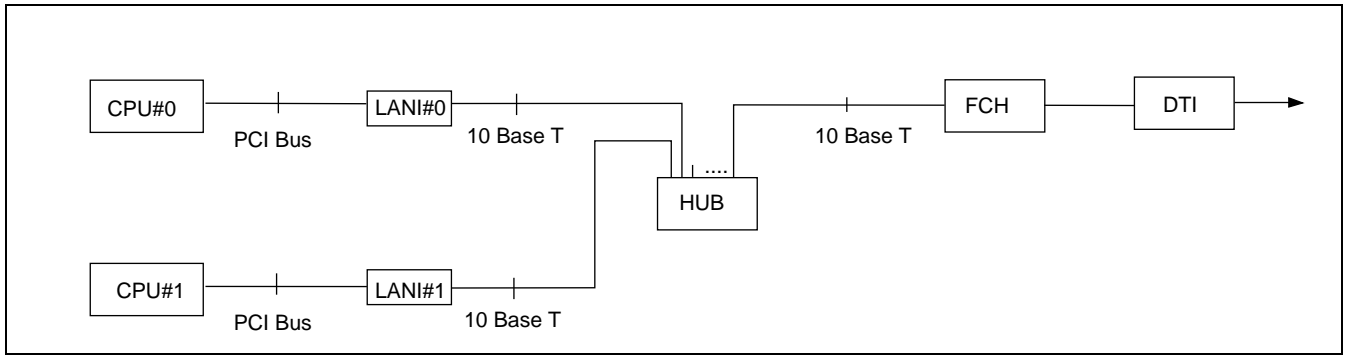 CPU#0
PCI Bus
LANI#0
10 Base T
HUB
....
10 Base T
FCH
DTI
CPU#1
PCI Bus
LANI#1
10 Base T